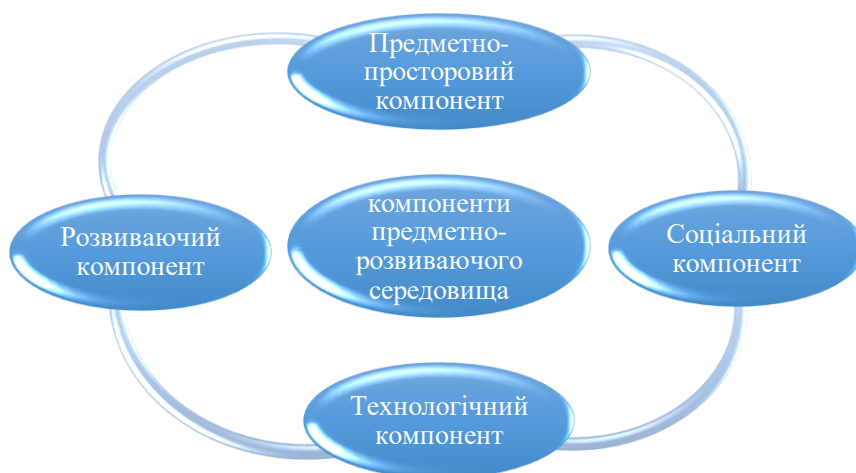 Предметно-
просторовий
компонент
Розвиваючий
компонент
компоненти
предметно-
розвиваючого
середовища
Соціальний
компонент
Технологічний
компонент